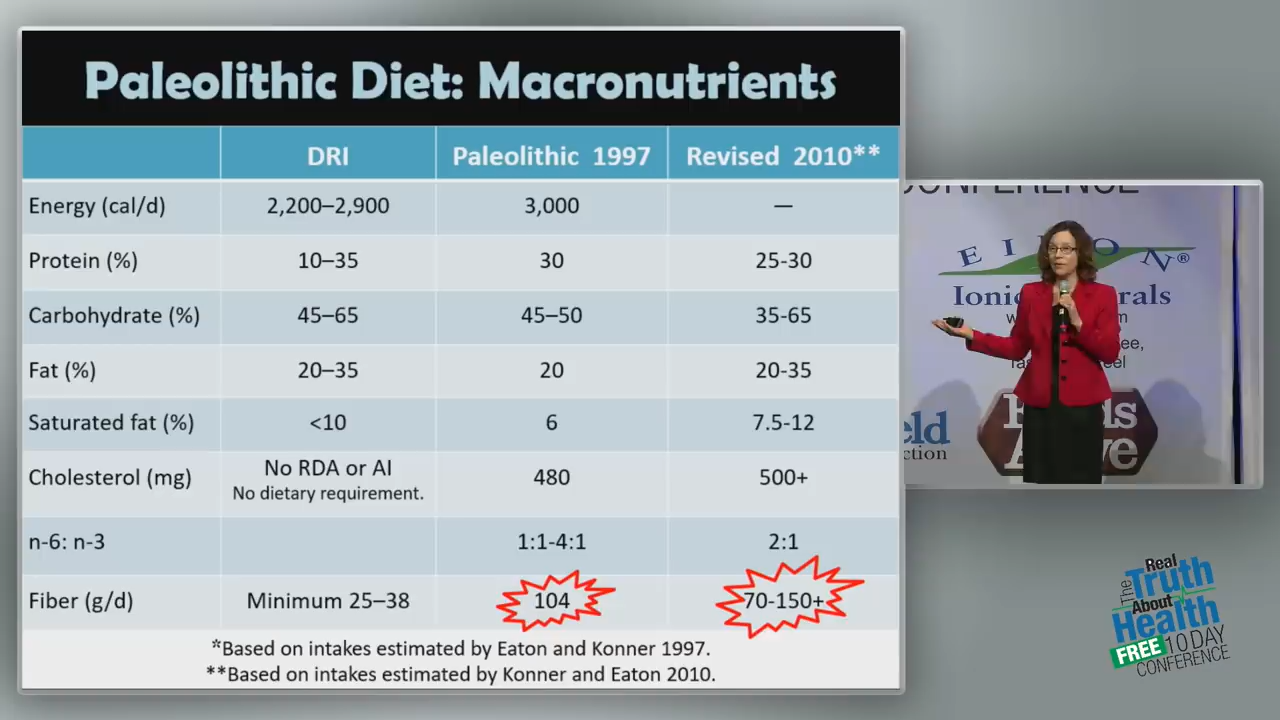 Paleolithic Diet: Macronutrients
DRI Paleolithic 1997 Revised 2010**
Energy (cal/d) 2,200–2,900 3,000 —
Protein (%) 10–35 30 25-30
Carbohydrate (%) 45–65 45–50 35-65
Fat (%) 20–35 20 20-35
Saturated fat (%) <10 6 7.5-12
Cholesterol (mg) No RDA or AI 480 500+
No dietary requirement.
n-6: n-3 1:1-4:1 2:1
Fiber (g/d) Minimum 25–38 104 70-150+
*Based on intakes estimated by Eaton and Konner 1997.
**Based on intakes estimated by Konner and Eaton 2010.
CONFERENCE
Ionic
The Real
Truth
About
Health
FREE 10 DAY
CONFERENCE